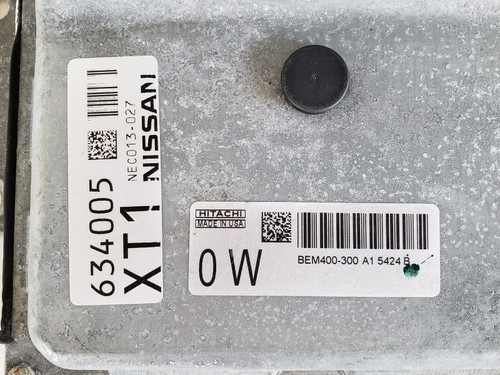 634005
XT1
NEC013-027
NISSAN
HITACHI
MADE IN USA
0W
BEM400-300 A1 5424 B